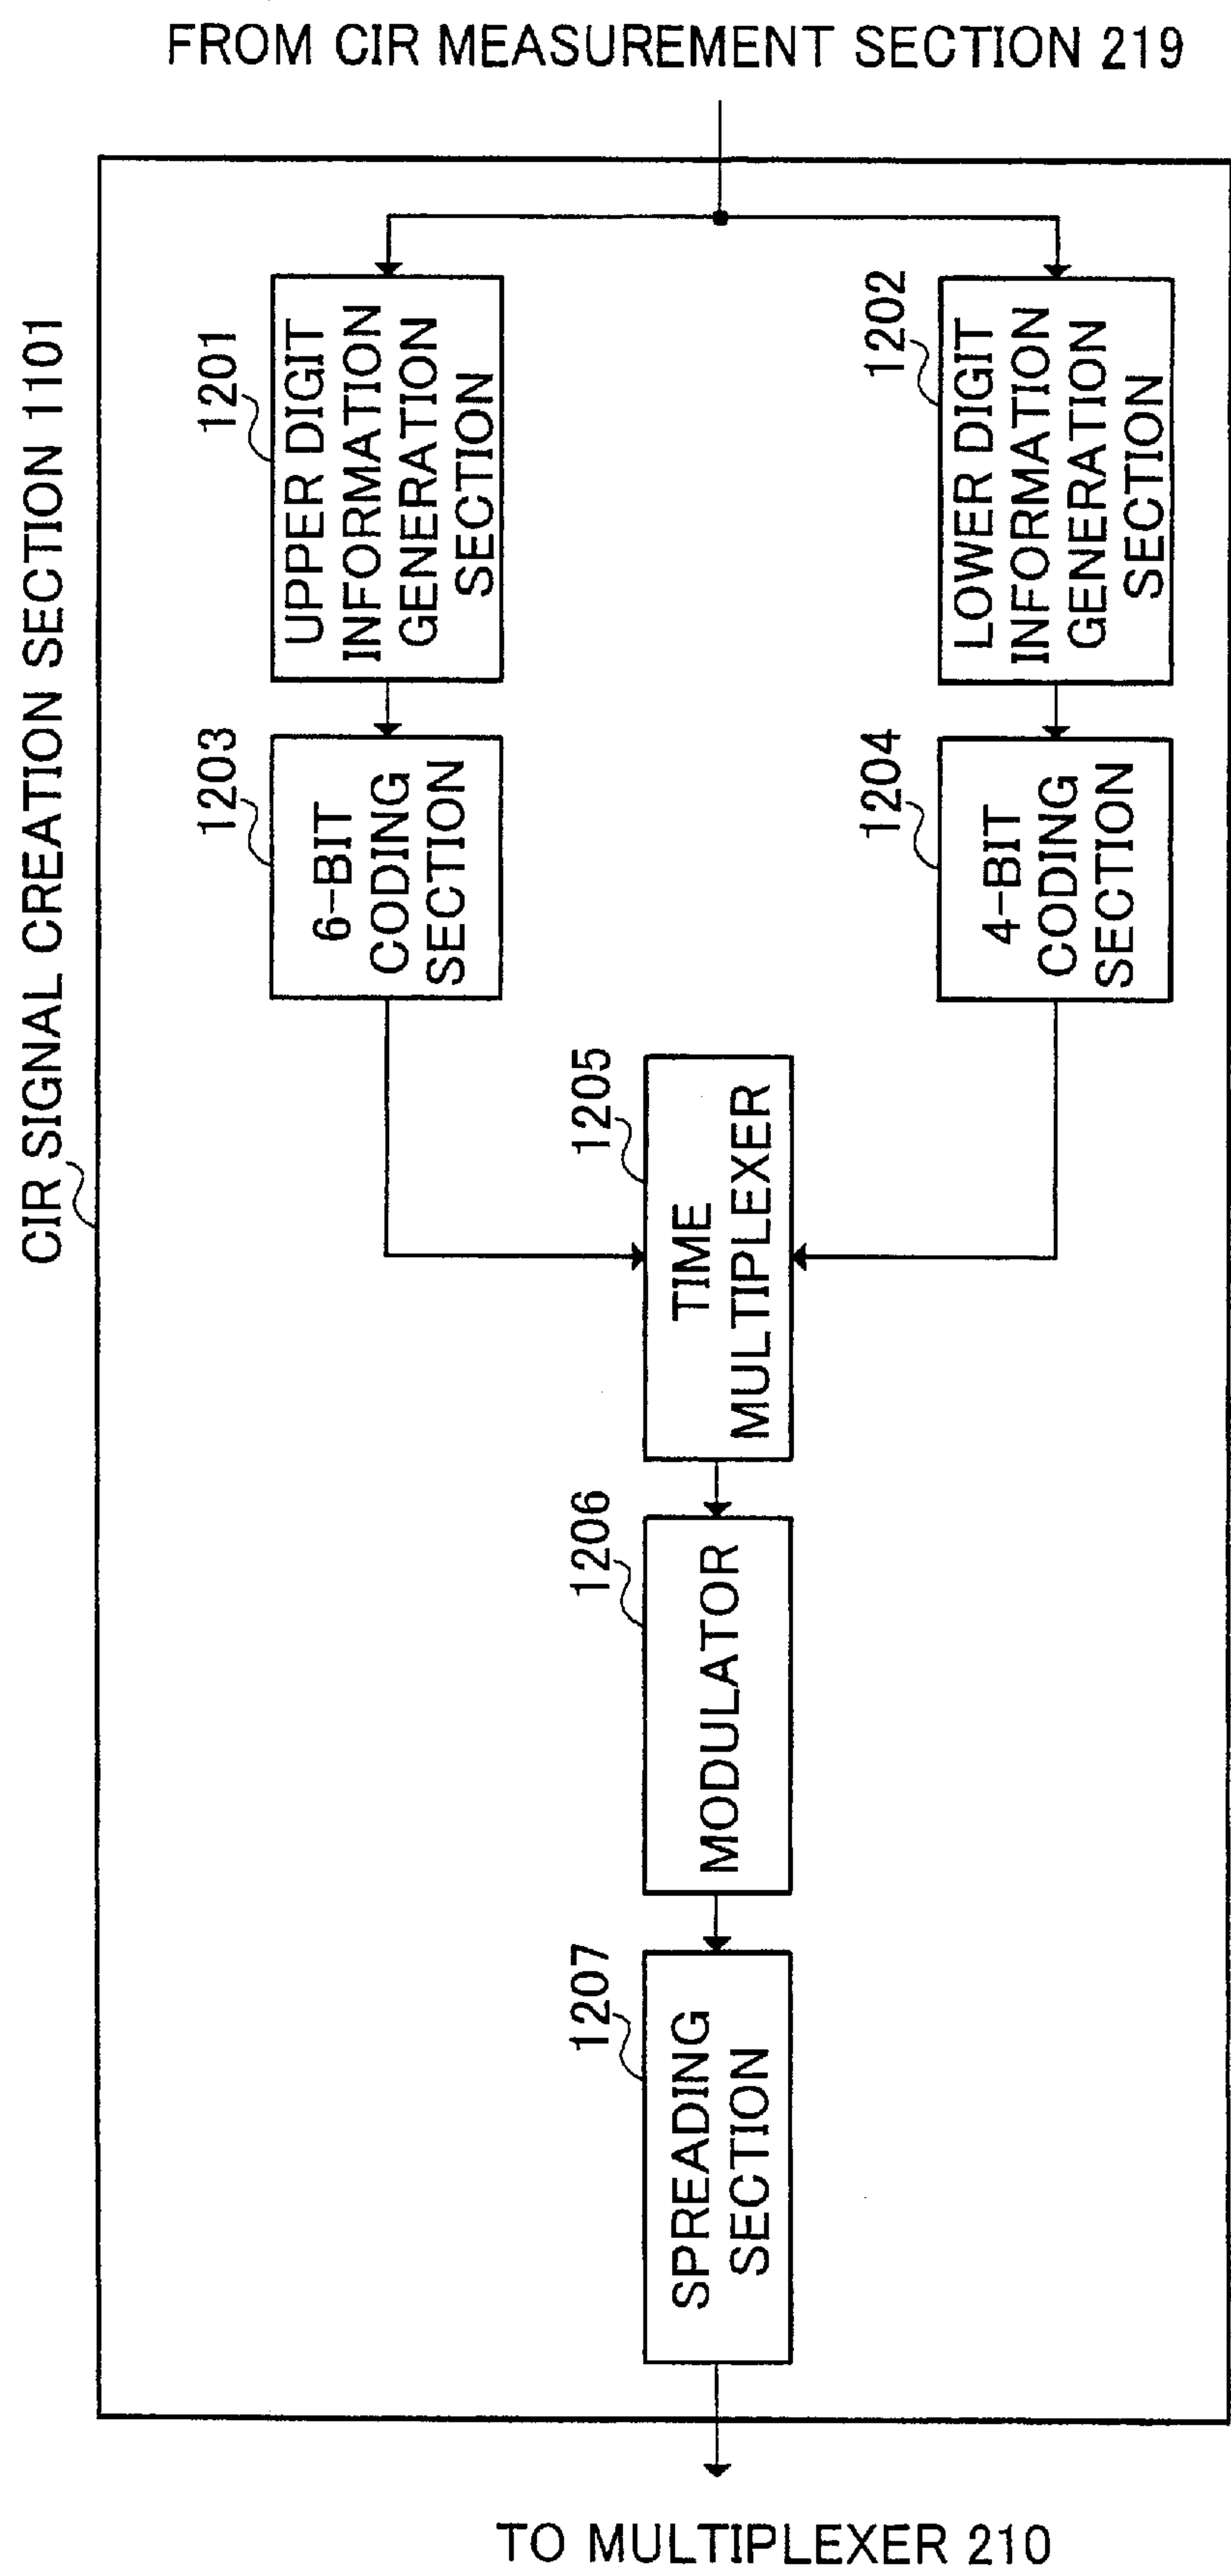 FROM CIR MEASUREMENT SECTION 219
CIR SIGNAL CREATION SECTION 1101
1201
UPPER DIGIT
INFORMATION
GENERATION
SECTION
1202
LOWER DIGIT
INFORMATION
GENERATION
SECTION
1203
6-BIT
CODING
SECTION
1204
4-BIT
CODING
SECTION
1205
TIME
MULTIPLEXER
1206
MODULATOR
1207
SPREADING
SECTION
TO MULTIPLEXER 210